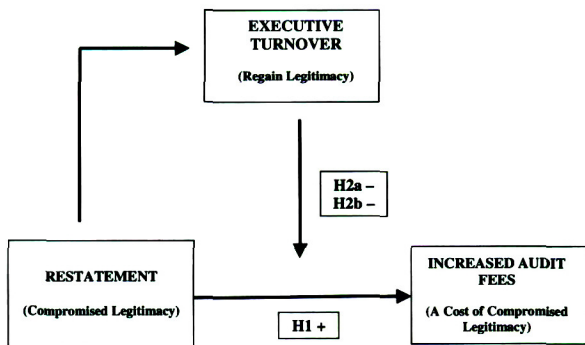 EXECUTIVE
TURNOVER
(Regain Legitimacy)
H2a –
H2b –
RESTATEMENT
(Compromised Legitimacy)
H1 +
INCREASED AUDIT
FEES
(A Cost of Compromised
Legitimacy)